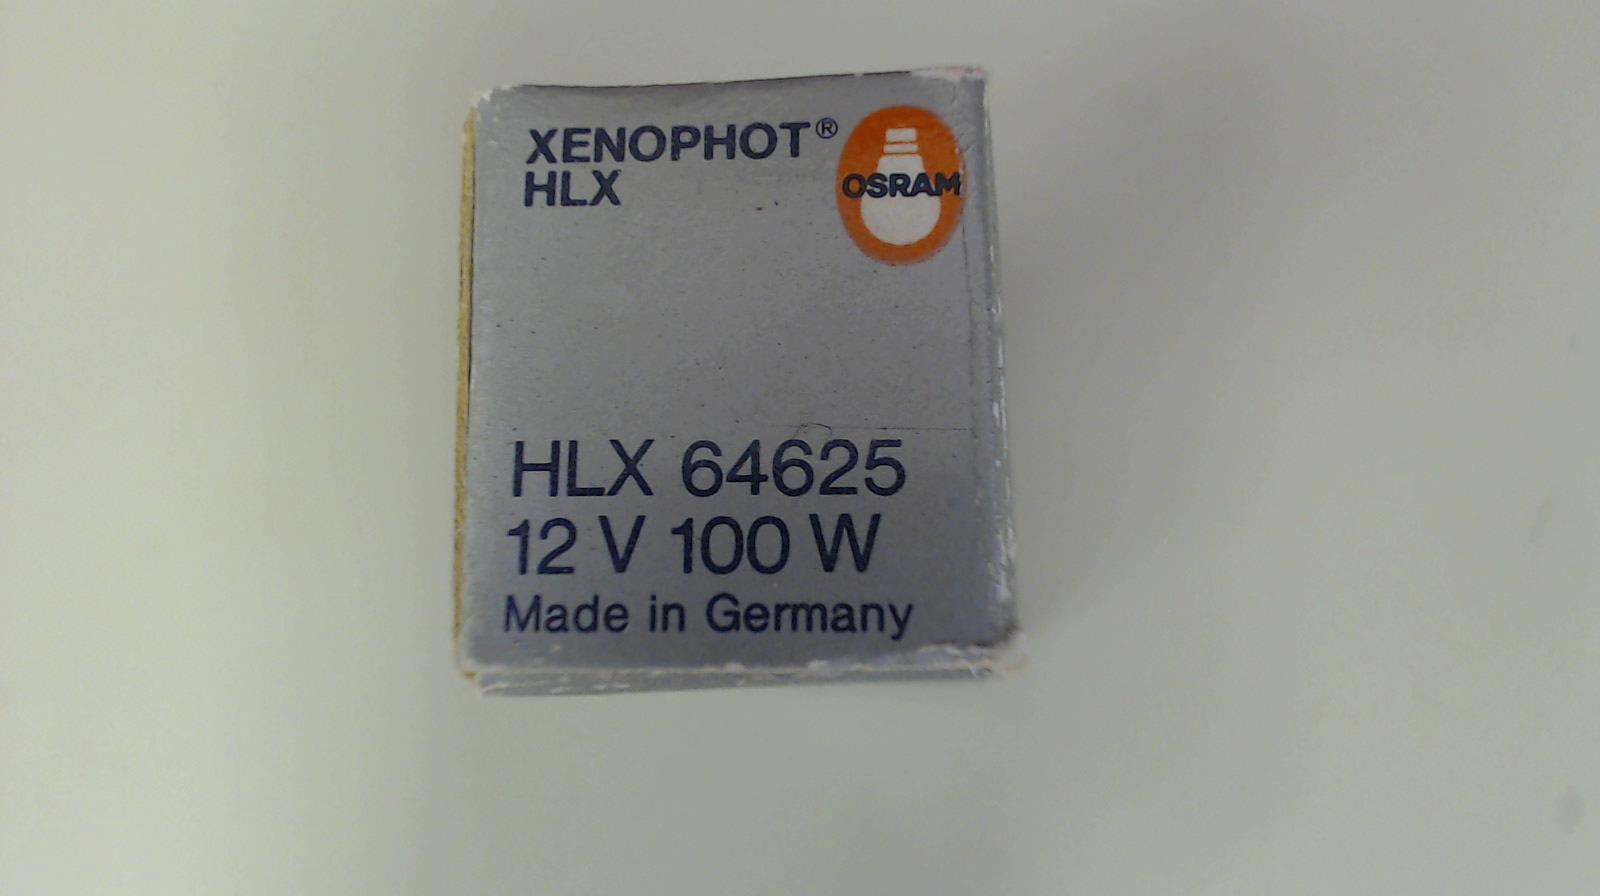 XENOPHOT®
HLX
OSRAM
HLX 64625
12 V 100 W
Made in Germany